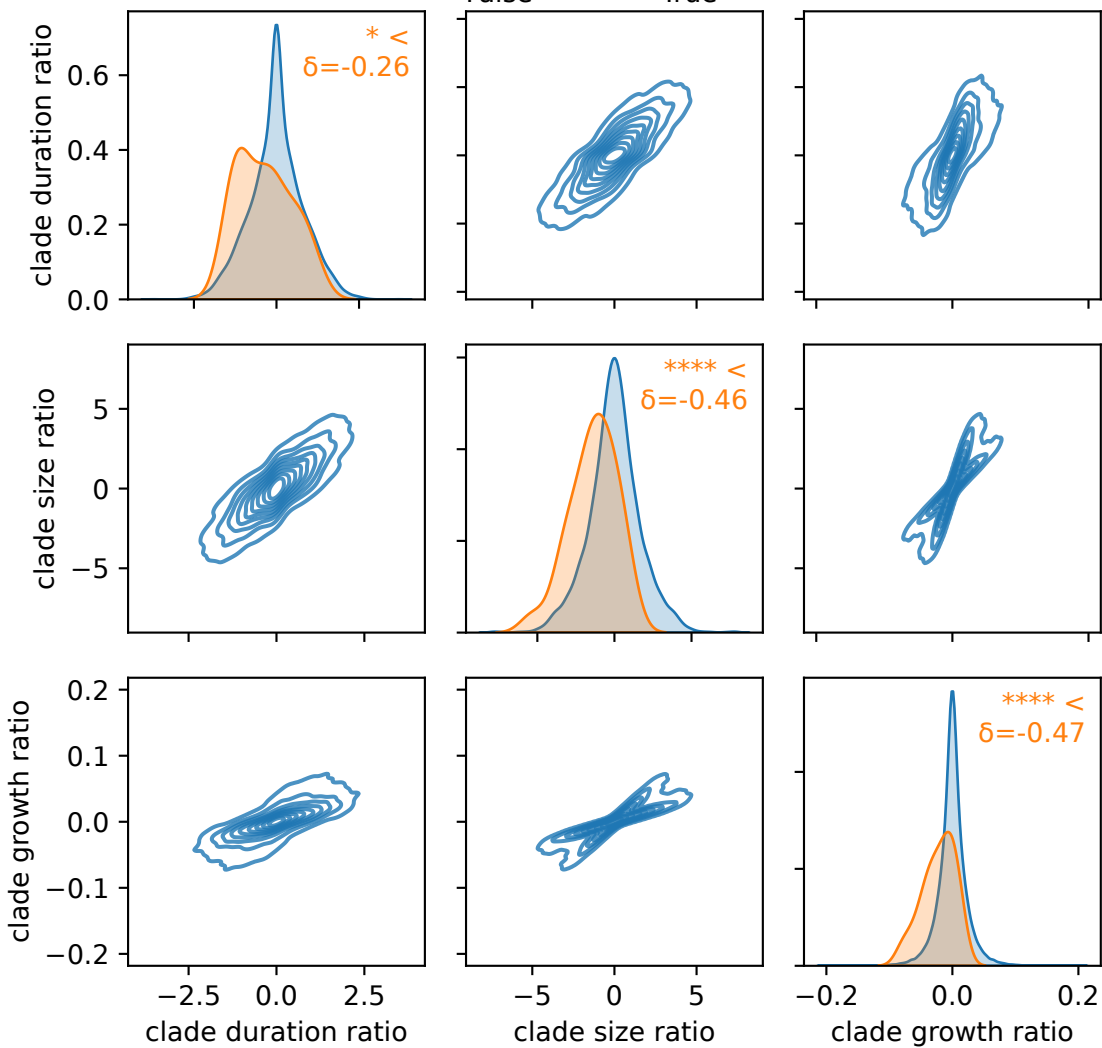 True
clade duration ratio
0.6
0.4
0.2
0.0
* <
δ=-0.26
clade size ratio
5
0
−5
**** <
δ=-0.46
clade growth ratio
0.2
0.1
0.0
−0.1
−0.2
**** <
δ=-0.47
−2.5 0.0 2.5
−5 0 5
−0.2 0.0 0.2
clade duration ratio
clade size ratio
clade growth ratio